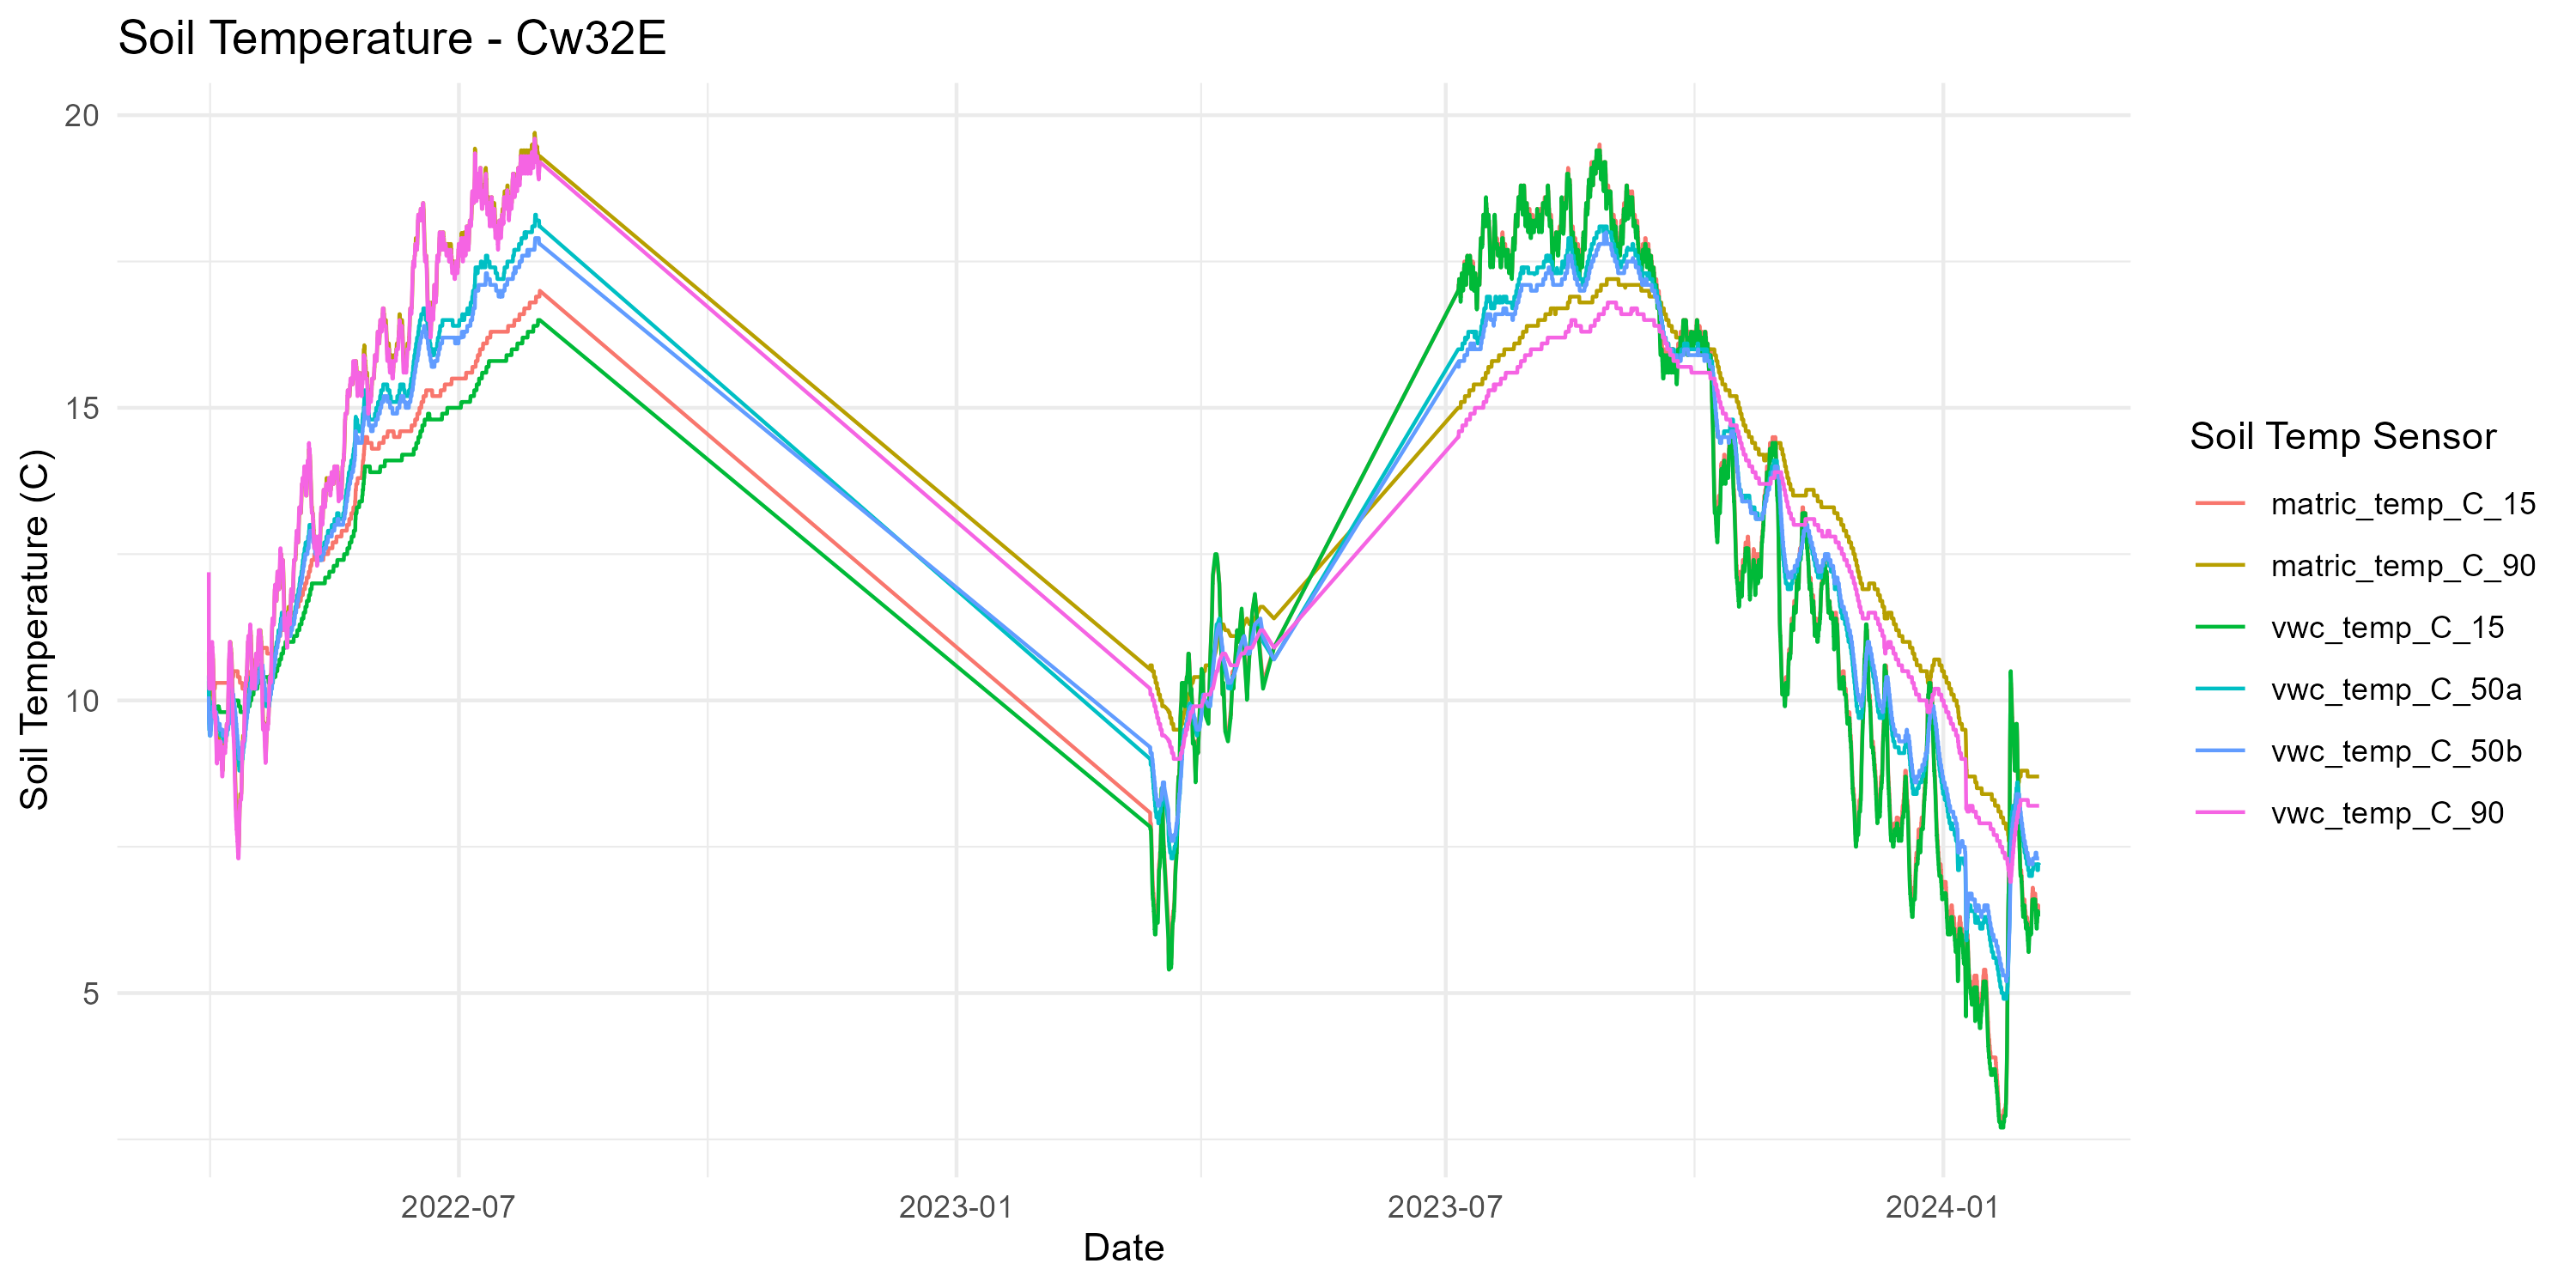 Soil Temperature - Cw32E
20
15
10
5
Soil Temperature (C)
2022-07
2023-01
2023-07
2024-01
Date
Soil Temp Sensor
matric_temp_C_15
matric_temp_C_90
vwc_temp_C_15
vwc_temp_C_50a
vwc_temp_C_50b
vwc_temp_C_90